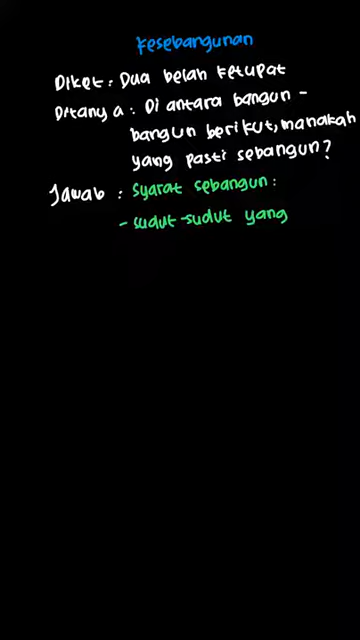 Kesebangunan
Diket : Dua belah ketupat
Ditanya : Di antara bangun -
bangun berikut, manakah
yang pasti sebangun?
Jawab : Syarat sebangun :
- sudut-sudut yang